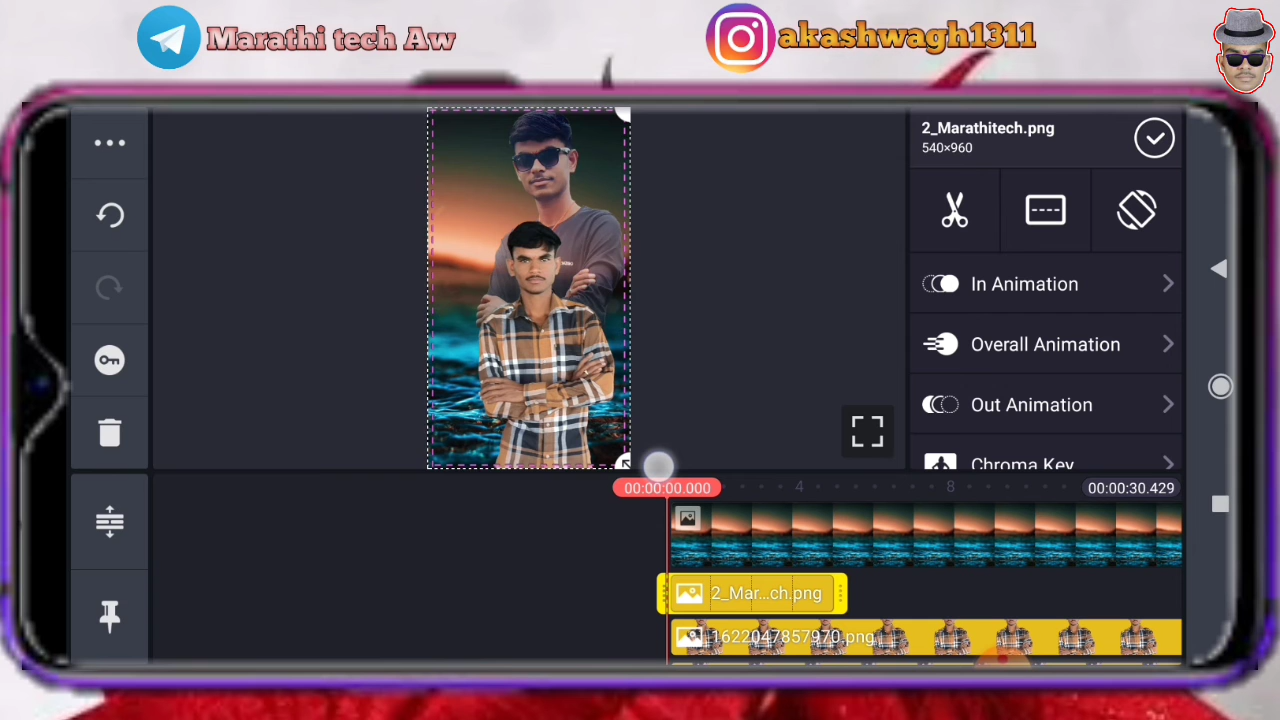 Marathi tech Aw
akashwagh1311
2_Marathitech.png
540×960
In Animation
Overall Animation
Out Animation
Chroma Key
00:00:00.000
4
8
00:00:30.429
2_Mar...ch.png
1622047857970.png